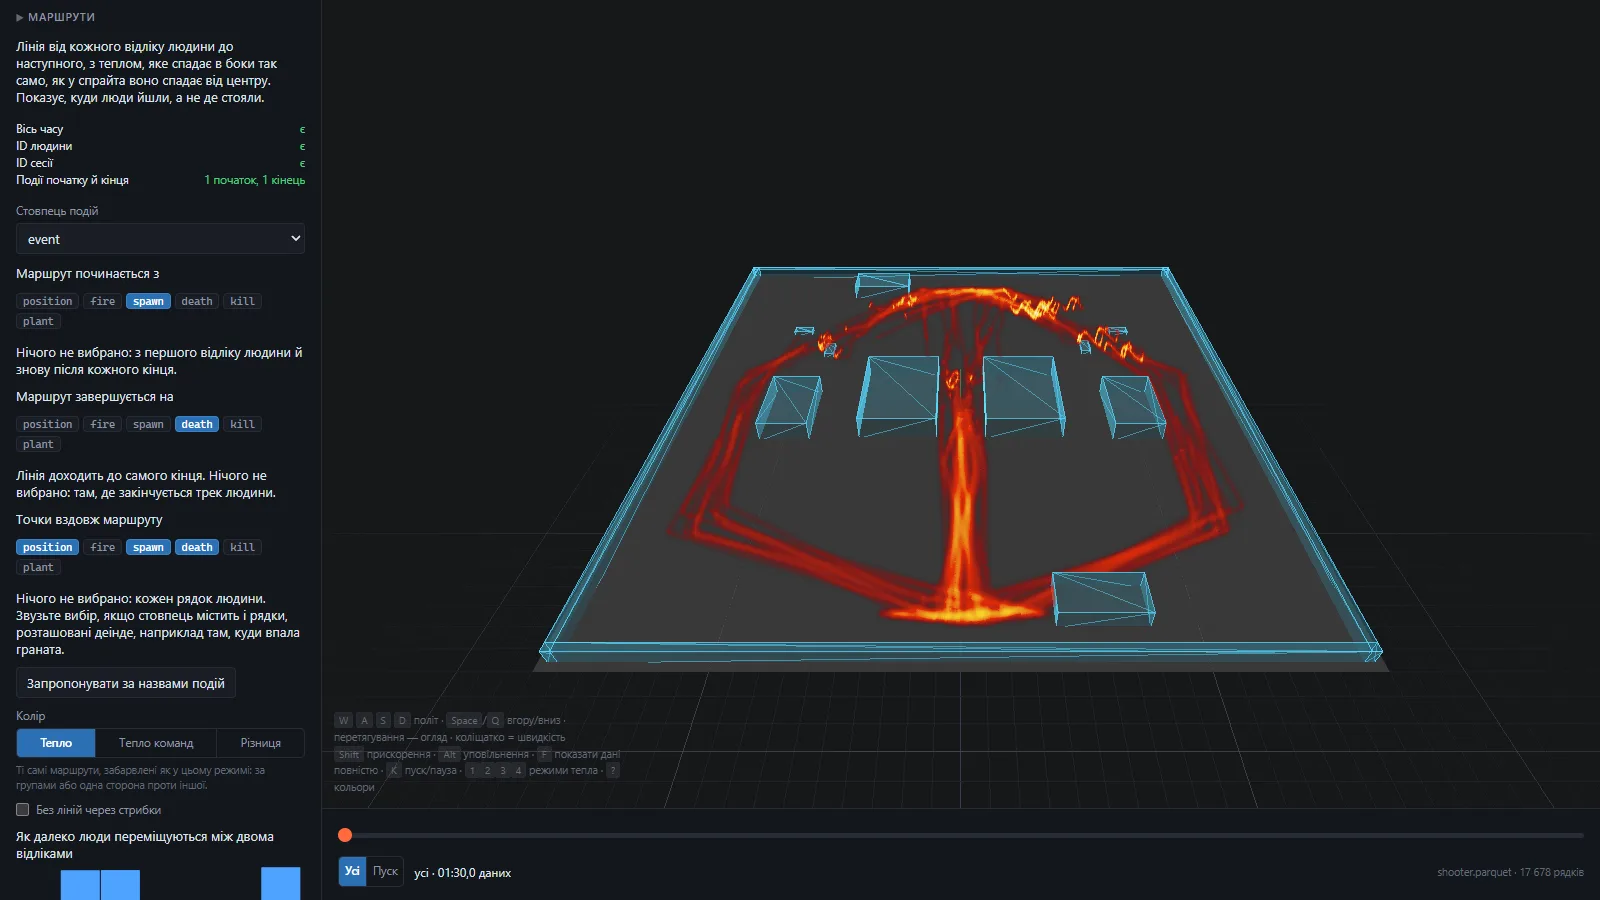 МАРШРУТИ
Лінія від кожного відліку людини до
наступного, з теплом, яке спадає в боки так
само, як у спрайта воно спадає від центру.
Показує, куди люди йшли, а не де стояли.
Вісь часу є
ID людини є
ID сесії є
Події початку й кінця 1 початок, 1 кінець
Стовпець подій
event
Маршрут починається з
position fire spawn death kill
plant
Нічого не вибрано: з першого відліку людини й
знову після кожного кінця.
Маршрут завершується на
position fire spawn death kill
plant
Лінія доходить до самого кінця. Нічого не
вибрано: там, де закінчується трек людини.
Точки вздовж маршруту
position fire spawn death kill
plant
Нічого не вибрано: кожен рядок людини.
Звузьте вибір, якщо стовпець містить і рядки,
розташовані деінде, наприклад там, куди впала
граната.
Запропонувати за назвами подій
Колір
Тепло Тепло команд Різниця
Ті самі маршрути, забарвлені як у цьому режимі: за
групами або одна сторона проти іншої.
Без ліній через стрибки
Як далеко люди переміщуються між двома
відліками
W A S D політ · Space / Q вгору/вниз ·
перетягування — огляд · коліщатко = швидкість
Shift прискорення · Alt уповільнення · F показати дані
повністю · K пуск/пауза · 1 2 3 4 режими тепла · ?
кольори
Усі Пуск усі · 01:30,0 даних
shooter.parquet · 17 678 рядків